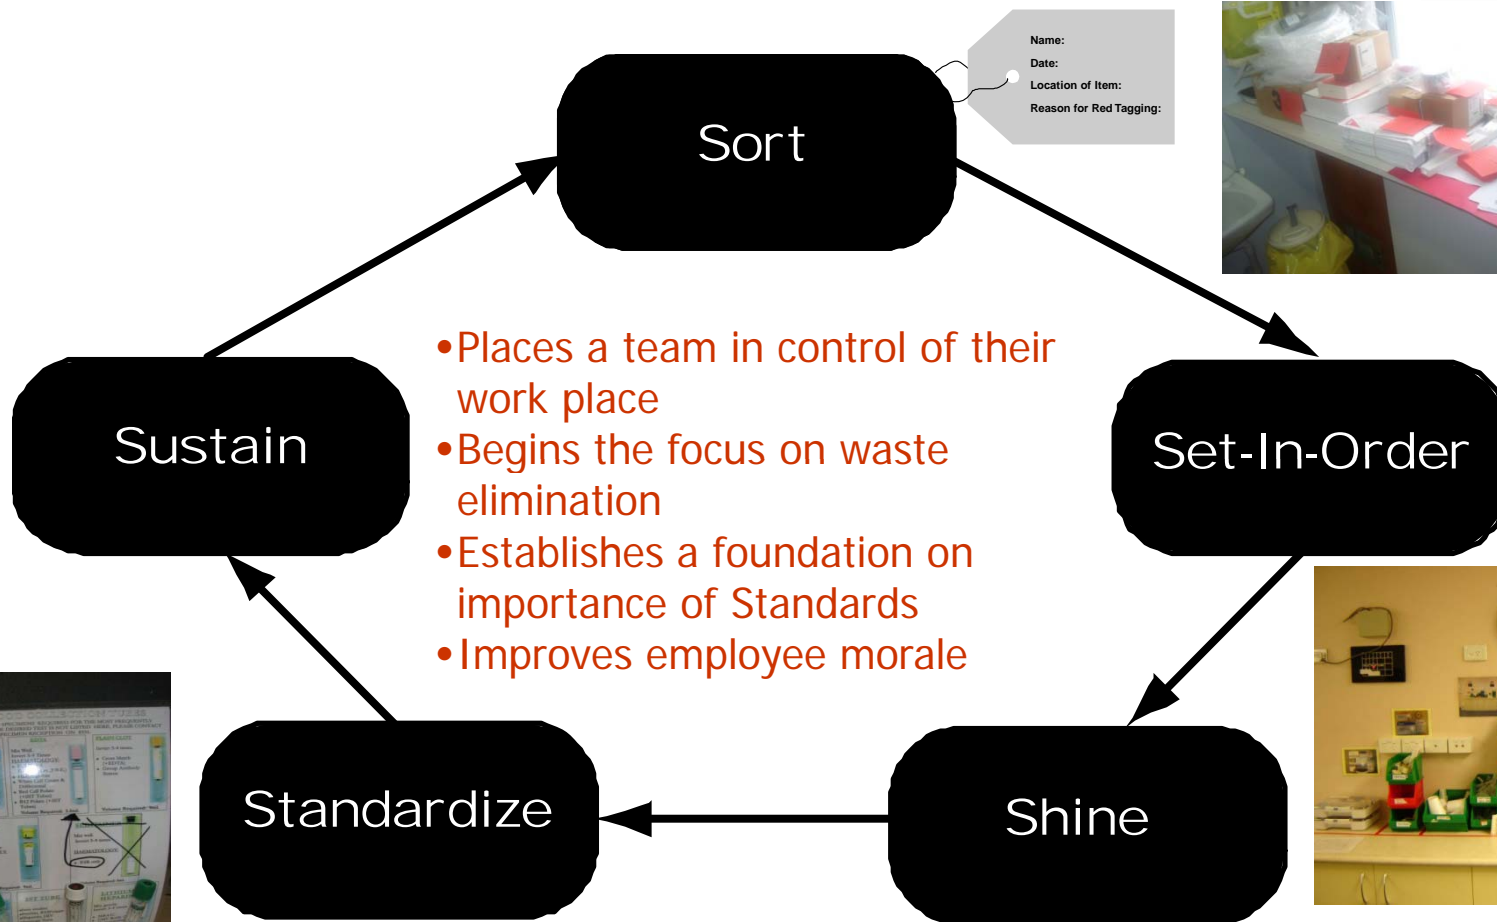 Name:
Date:
Location of Item:
Reason for Red Tagging:
Sort
•Places a team in control of their
work place
•Begins the focus on waste
elimination
•Establishes a foundation on
importance of Standards
•Improves employee morale
Sustain
Set-In-Order
Standardize
Shine